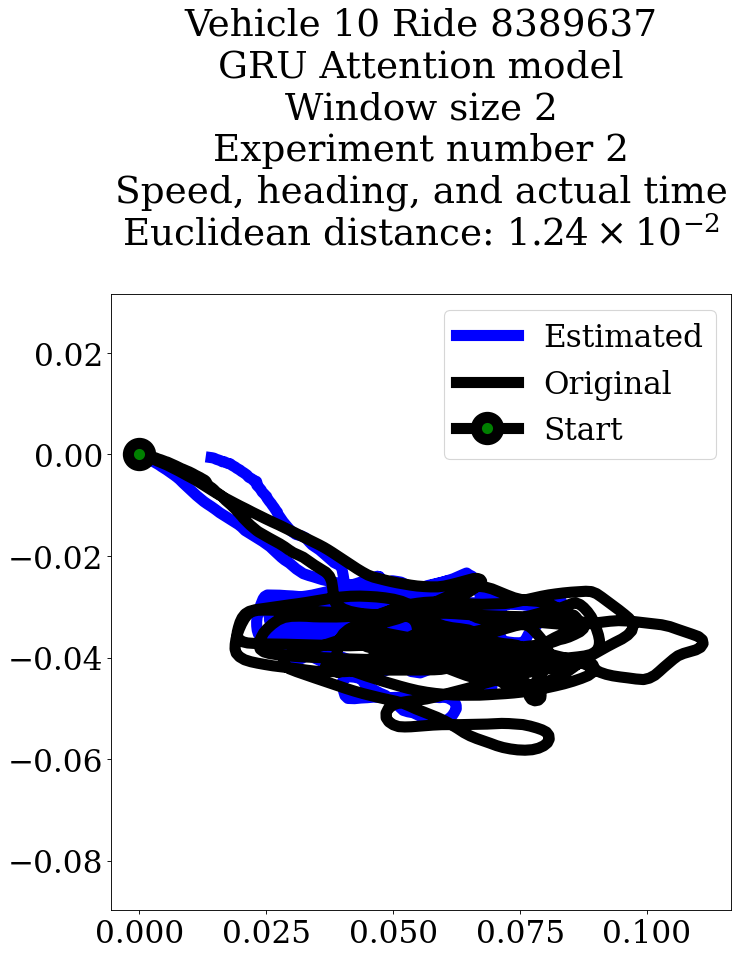 Vehicle 10 Ride 8389637
GRU Attention model
Window size 2
Experiment number 2
Speed, heading, and actual time
Euclidean distance: 1.24 × 10⁻²
Estimated
Original
Start
0.02
0.00
−0.02
−0.04
−0.06
−0.08
0.000 0.025 0.050 0.075 0.100